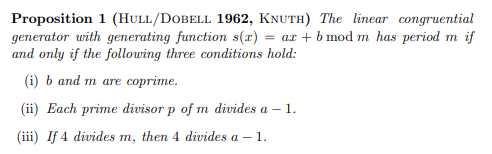 Proposition 1 (HULL/DOBELL 1962, KNUTH) The linear congruential
generator with generating function s(x) = ax + b mod m has period m if
and only if the following three conditions hold:
(i) b and m are coprime.
(ii) Each prime divisor p of m divides a − 1.
(iii) If 4 divides m, then 4 divides a − 1.